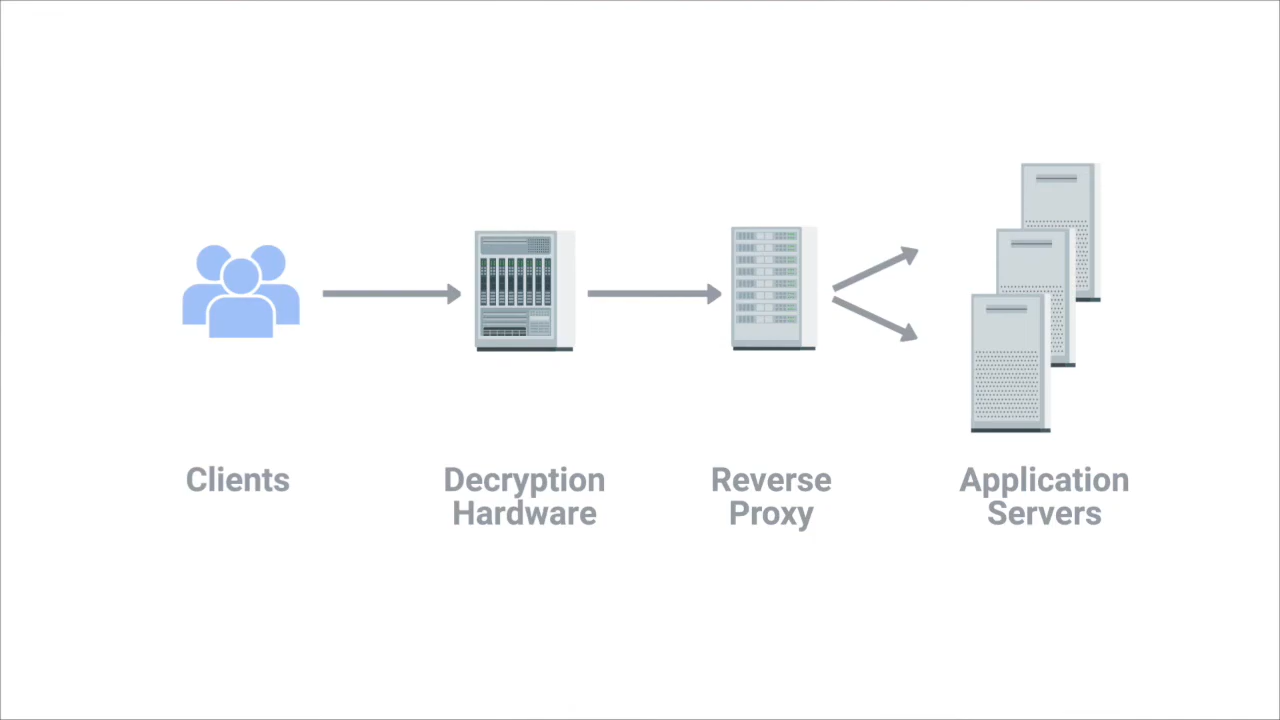 Clients
Decryption
Hardware
Reverse
Proxy
Application
Servers